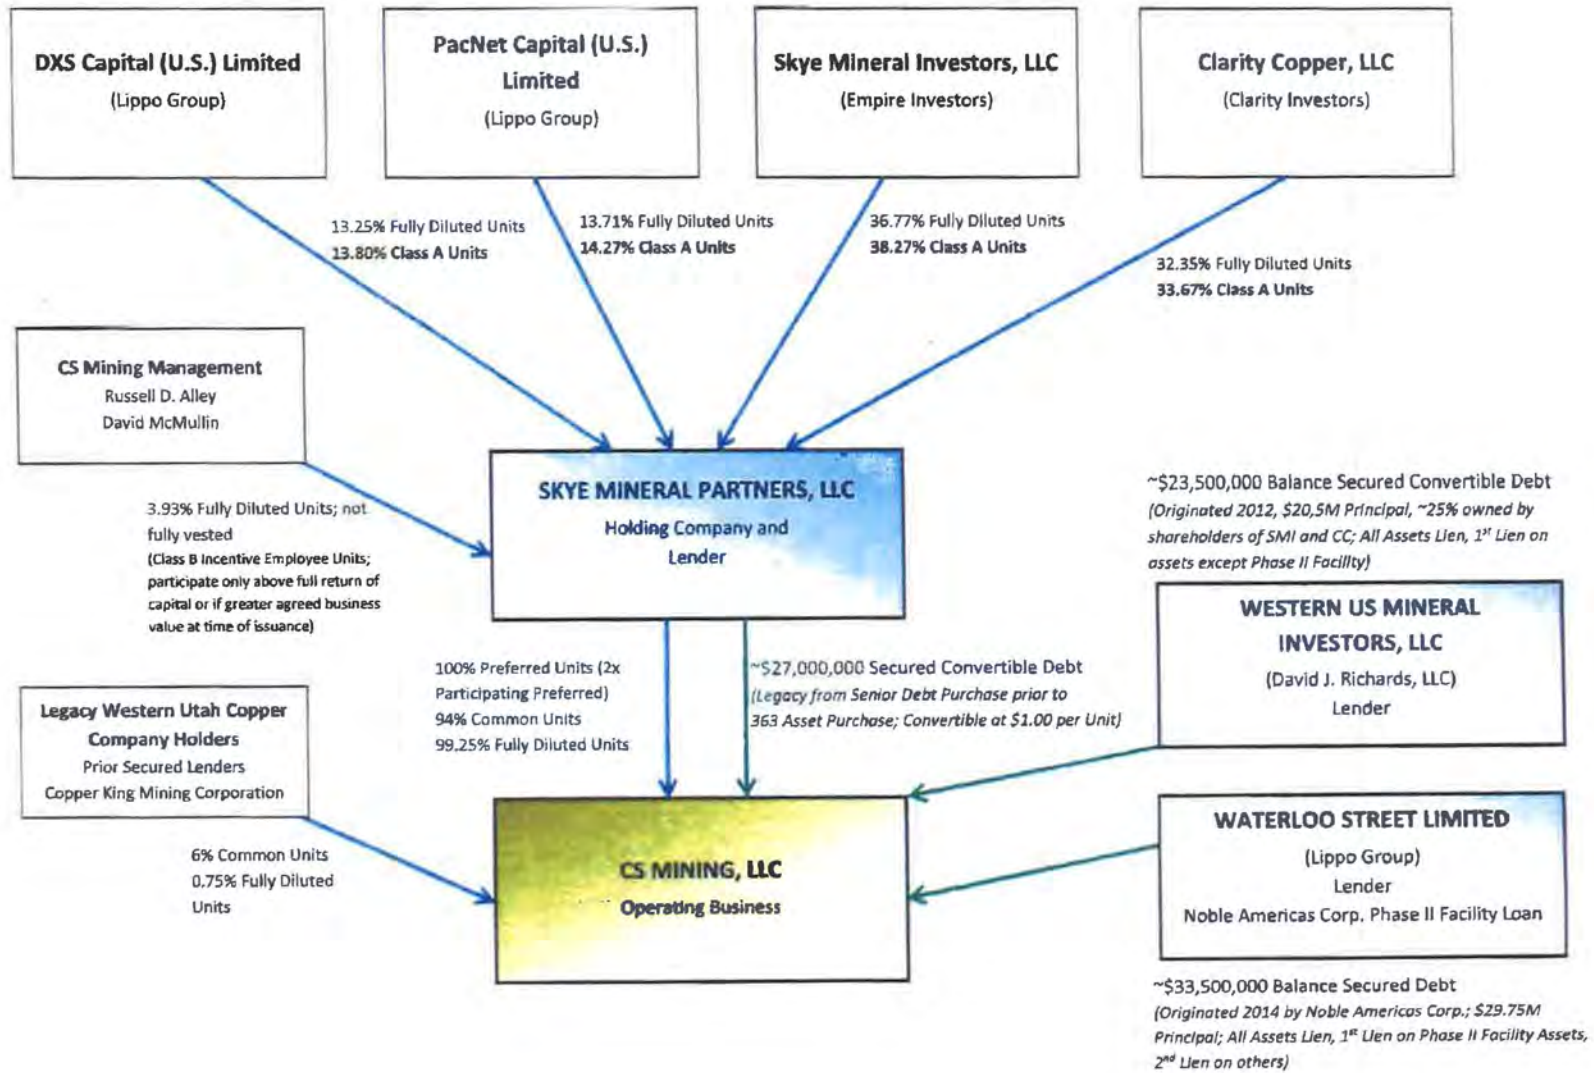 DXS Capital (U.S.) Limited
(Lippo Group)
PacNet Capital (U.S.)
Limited
(Lippo Group)
Skye Mineral Investors, LLC
(Empire Investors)
Clarity Copper, LLC
(Clarity Investors)
13.25% Fully Diluted Units
13.80% Class A Units
13.71% Fully Diluted Units
14.27% Class A Units
36.77% Fully Diluted Units
38.27% Class A Units
32.35% Fully Diluted Units
33.67% Class A Units
CS Mining Management
Russell D. Alley
David McMullin
3.93% Fully Diluted Units; not
fully vested
(Class B Incentive Employee Units;
participate only above full return of
capital or if greater agreed business
value at time of issuance)
SKYE MINERAL PARTNERS, LLC
Holding Company and
Lender
~$23,500,000 Balance Secured Convertible Debt
(Originated 2012, $20.5M Principal, ~25% owned by
shareholders of SMI and CC; All Assets Lien, 1st Lien on
assets except Phase II Facility)
WESTERN US MINERAL
INVESTORS, LLC
(David J. Richards, LLC)
Lender
100% Preferred Units (2x
Participating Preferred)
94% Common Units
99.25% Fully Diluted Units
~$27,000,000 Secured Convertible Debt
(Legacy from Senior Debt Purchase prior to
363 Asset Purchase; Convertible at $1.00 per Unit)
Legacy Western Utah Copper
Company Holders
Prior Secured Lenders
Copper King Mining Corporation
6% Common Units
0.75% Fully Diluted
Units
CS MINING, LLC
Operating Business
WATERLOO STREET LIMITED
(Lippo Group)
Lender
Noble Americas Corp. Phase II Facility Loan
~$33,500,000 Balance Secured Debt
(Originated 2014 by Noble Americas Corp.; $29.75M
Principal; All Assets Lien, 1st Lien on Phase II Facility Assets,
2nd Lien on others)